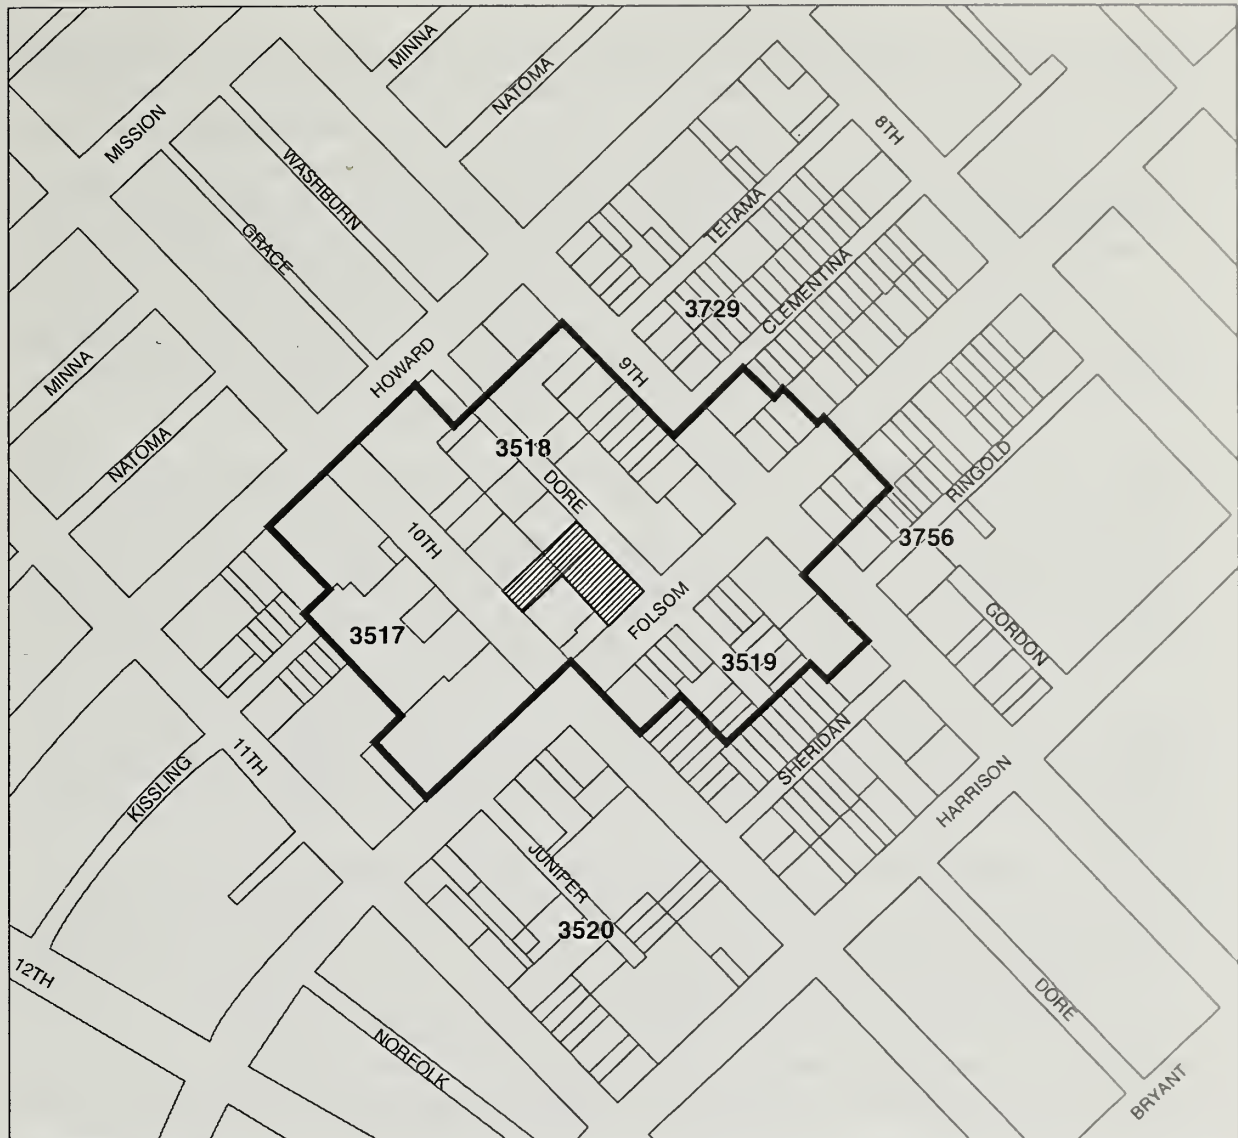 MINNA
NATOMA
MISSION
8TH
WASHBURN
TEHAMA
GRACE
CLEMENTINA
3729
MINNA
HOWARD
9TH
NATOMA
3518
DORE
RINGOLD
10TH
3756
FOLSOM
GORDON
3517
3519
SHERIDAN
11TH
KISSLING
HARRISON
JUNIPER
3520
12TH
DORE
NORFOLK
BRYANT